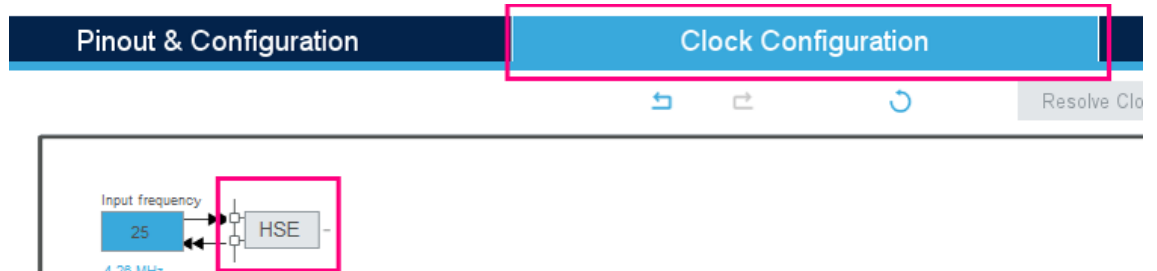 Pinout & Configuration
Clock Configuration
Resolve Clo
Input frequency
25
HSE
4-26 MHz